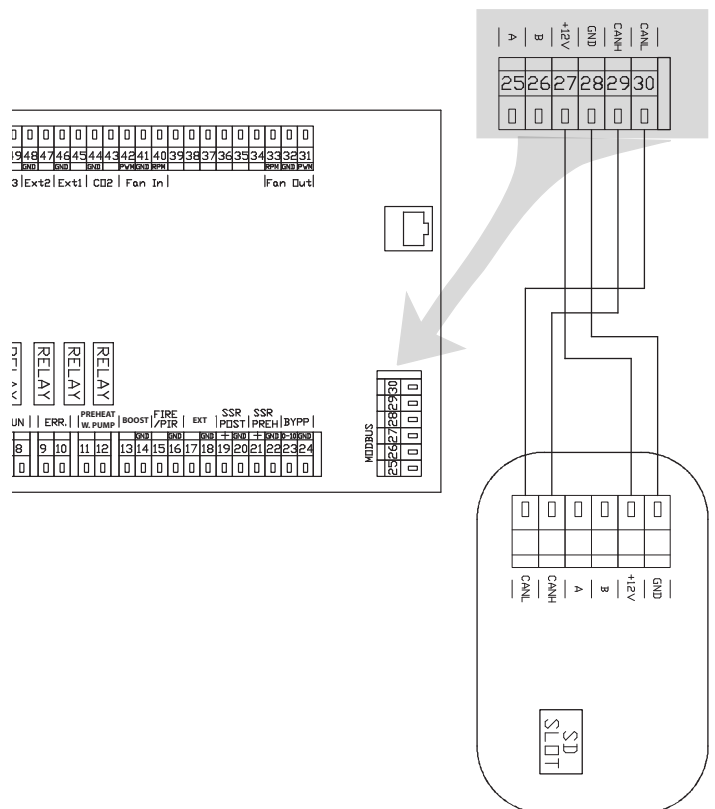 A B +12V GND CANH CANL
25 26 27 28 29 30
48 47 46 45 44 43 42 41 40 39 38 37 36 35 34 33 32 31
GND GND GND PWM GND RPM RPM GND PWM
3 Ext2 Ext1 CO2 Fan In Fan Out
RELAY RELAY RELAY
UN ERR. PREHEAT W. PUMP BOOST FIRE /PIR EXT SSR POST SSR PREH BYPP
GND GND GND + GND + GND 0-10 GND
8 9 10 11 12 13 14 15 16 17 18 19 20 21 22 23 24
MODBUS
25 26 27 28 29 30
CANL CANH A B +12V GND
SD
SLOT